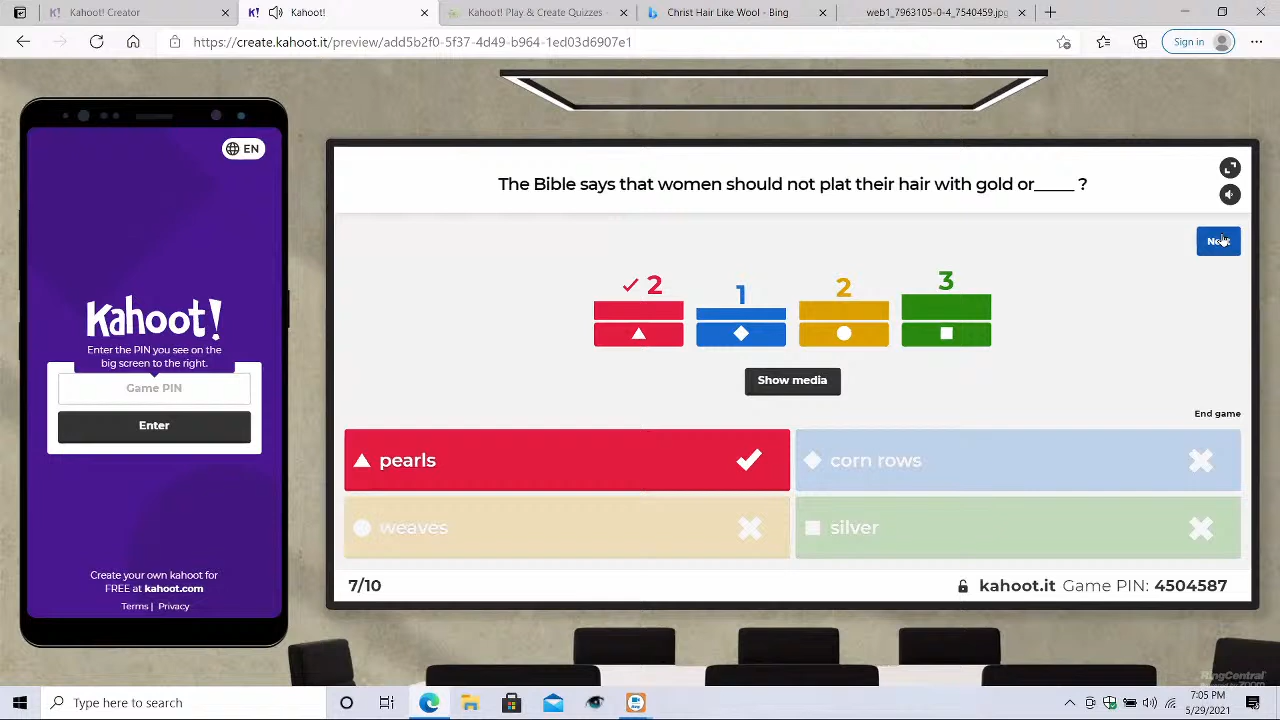 Kahoot! Creator
Kahoot!
Kahoot! Play & Create Quizzes -
Christ Hair Like Wool - Bing
web1_7963105-0-4_7540459.jpg
https://create.kahoot.it/preview/add5b2f0-5f37-4d49-b964-1ed03d6907e1
Sign in
EN
Kahoot!
Enter the PIN you see on the
big screen to the right.
Game PIN
Enter
Create your own kahoot for
FREE at kahoot.com
Terms | Privacy
The Bible says that women should not plat their hair with gold or_____ ?
2
1
2
3
Show media
End game
pearls
corn rows
weaves
silver
7/10
kahoot.it Game PIN: 4504587
RingCentral
Type here to search
7:05 PM
5/29/2021